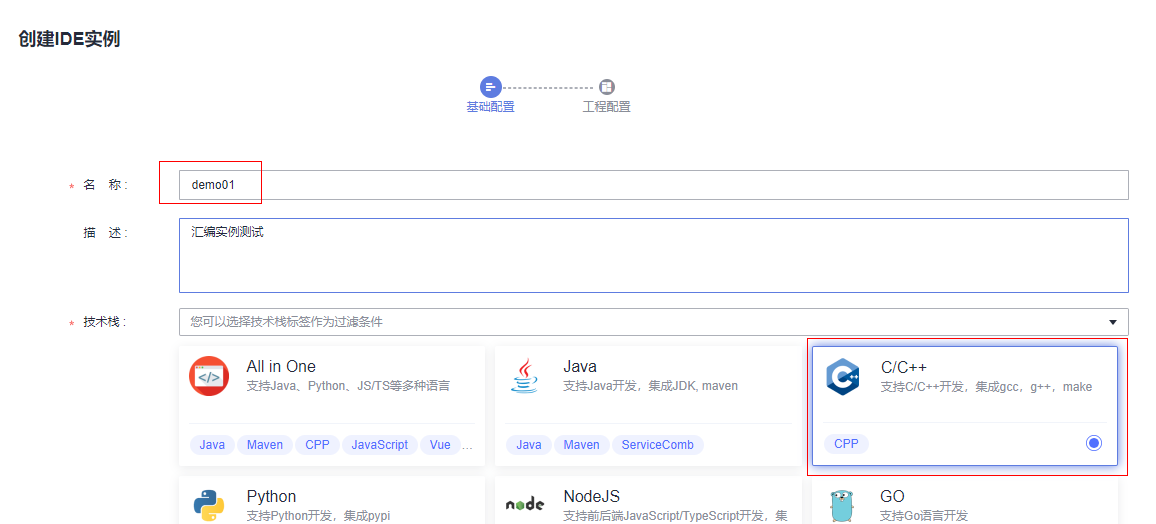 创建IDE实例
基础配置 工程配置
* 名 称 : demo01
描 述 : 汇编实例测试
* 技术栈 : 您可以选择技术栈标签作为过滤条件
All in One
支持Java、Python、JS/TS等多种语言
Java Maven CPP JavaScript Vue ...
Java
支持Java开发，集成JDK, maven
Java Maven ServiceComb
C/C++
支持C/C++开发，集成gcc，g++，make
CPP
Python
支持Python开发，集成pypi
node
NodeJS
支持前后端JavaScript/TypeScript开发，集
GO
支持Go语言开发